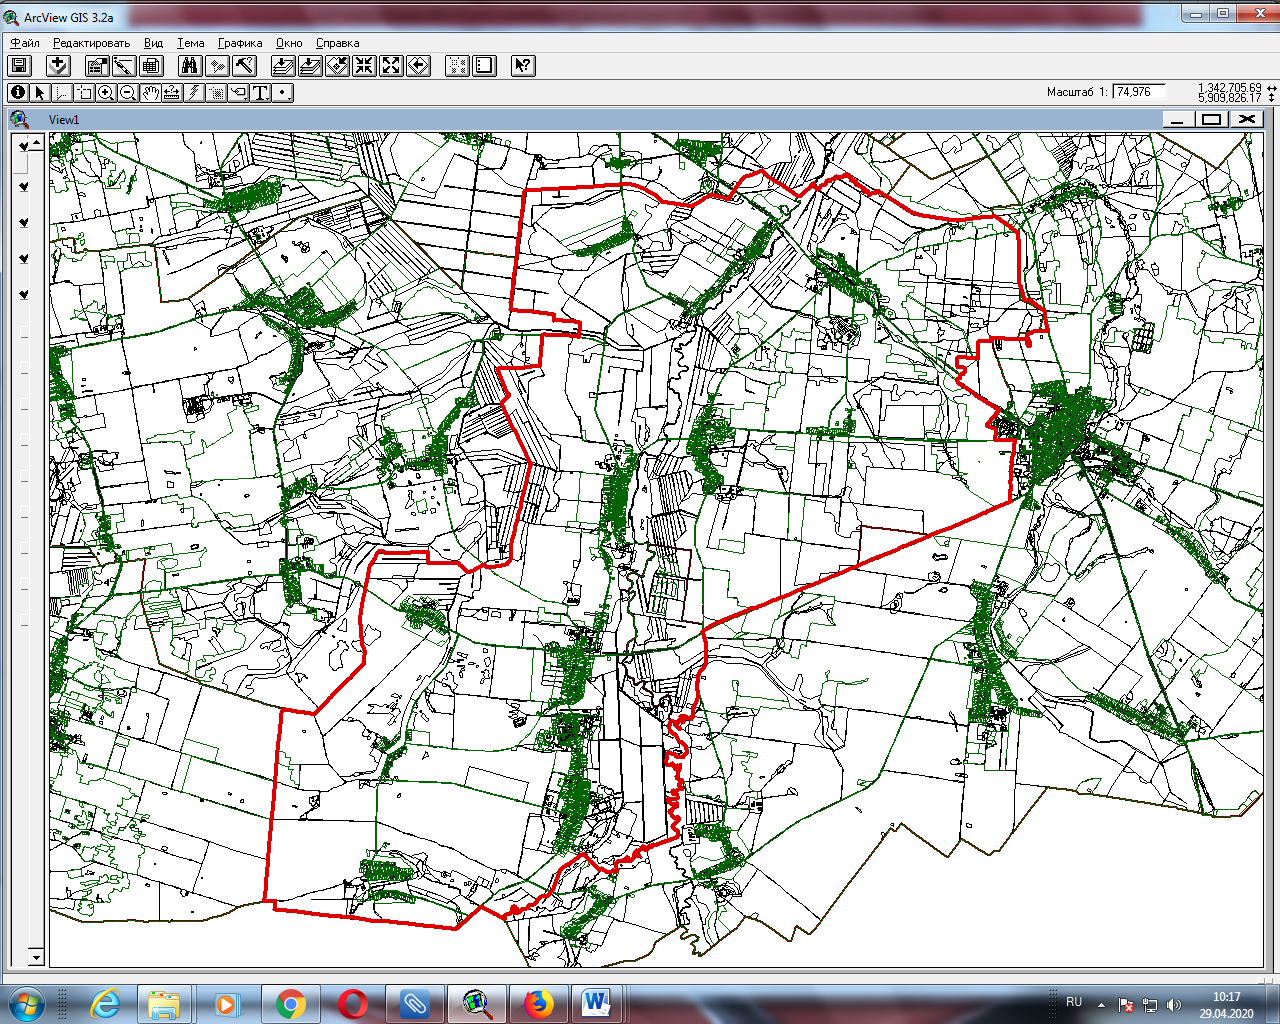 ArcView GIS 3.2a
Файл Редактировать Вид Тема Графика Окно Справка
Масштаб 1: 74,976
1,342,705.69
5,909,826.17
View1
RU
10:17
29.04.2020